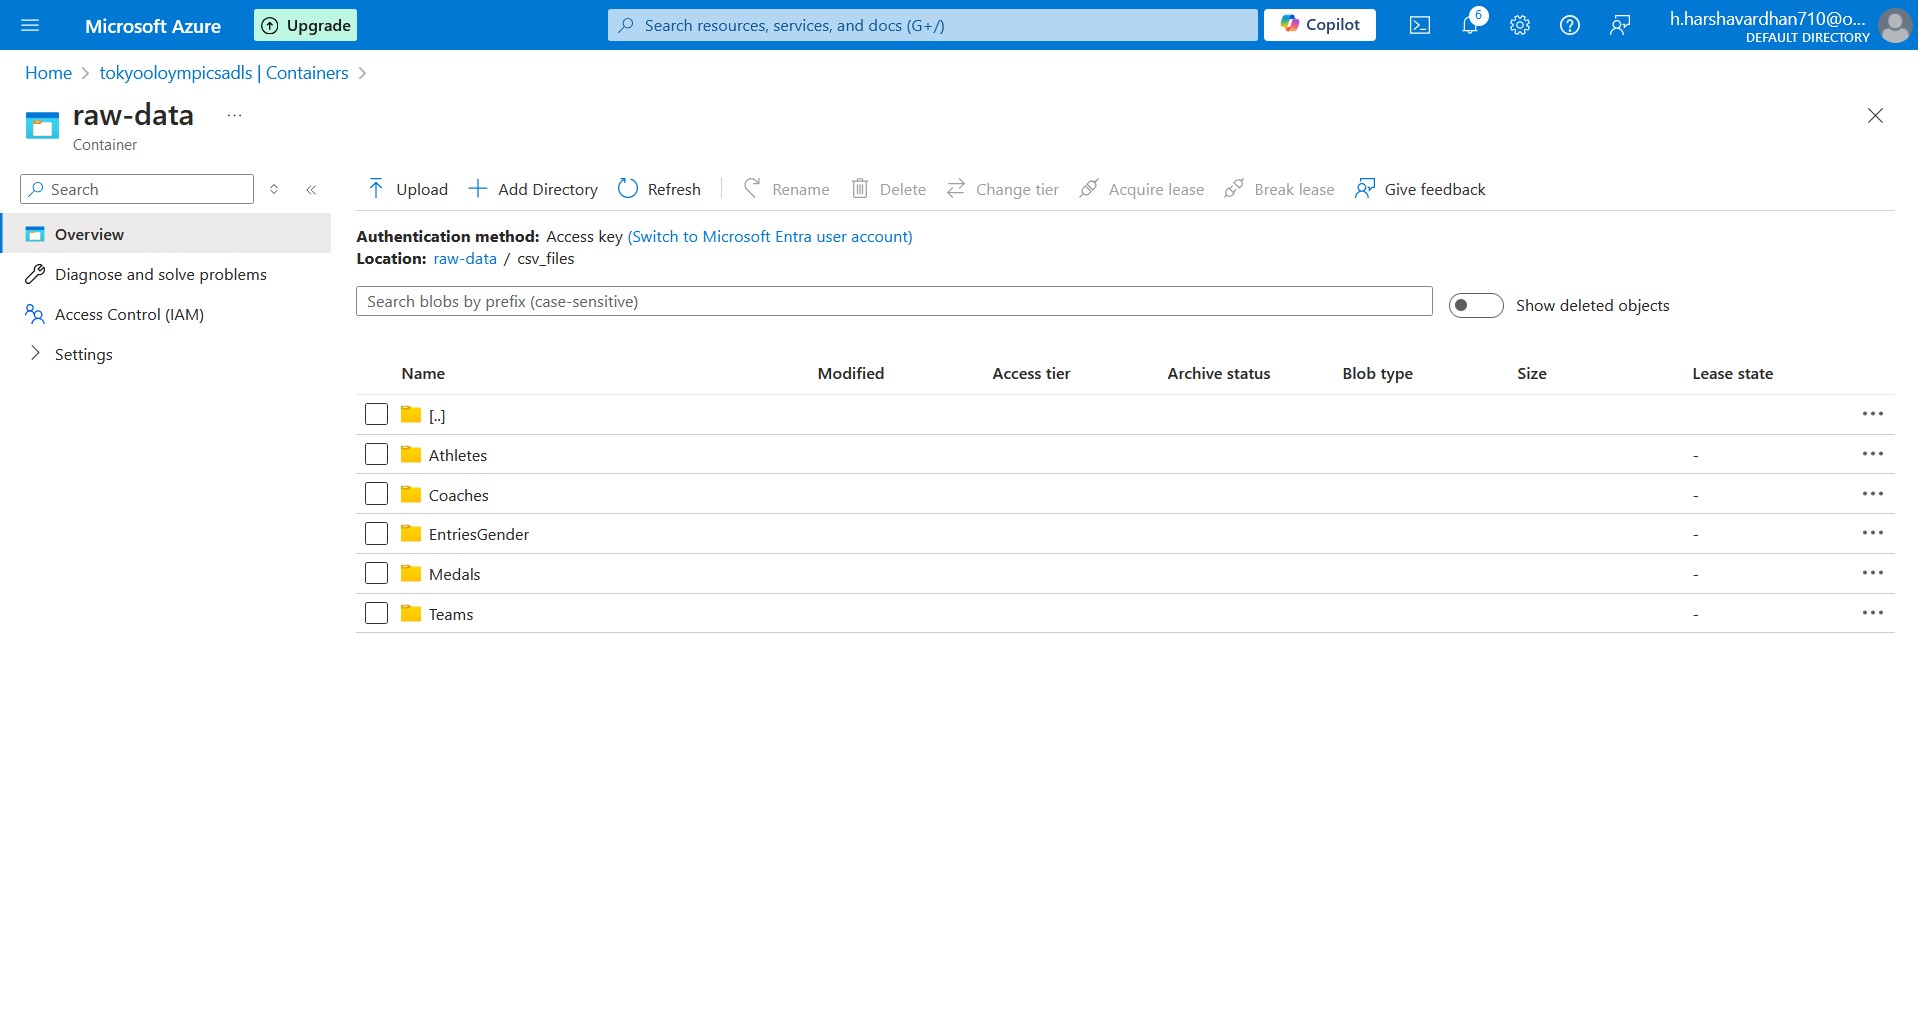 Microsoft Azure
Upgrade
Search resources, services, and docs (G+/)
Copilot
6
h.harshavardhan710@o...
DEFAULT DIRECTORY
Home > tokyooloympicsadls | Containers >
raw-data ...
Container
Search
«
Upload
Add Directory
Refresh
Rename
Delete
Change tier
Acquire lease
Break lease
Give feedback
Overview
Diagnose and solve problems
Access Control (IAM)
Settings
Authentication method: Access key (Switch to Microsoft Entra user account)
Location: raw-data / csv_files
Search blobs by prefix (case-sensitive)
Show deleted objects
Name Modified Access tier Archive status Blob type Size Lease state
[..] ...
Athletes - ...
Coaches - ...
EntriesGender - ...
Medals - ...
Teams - ...